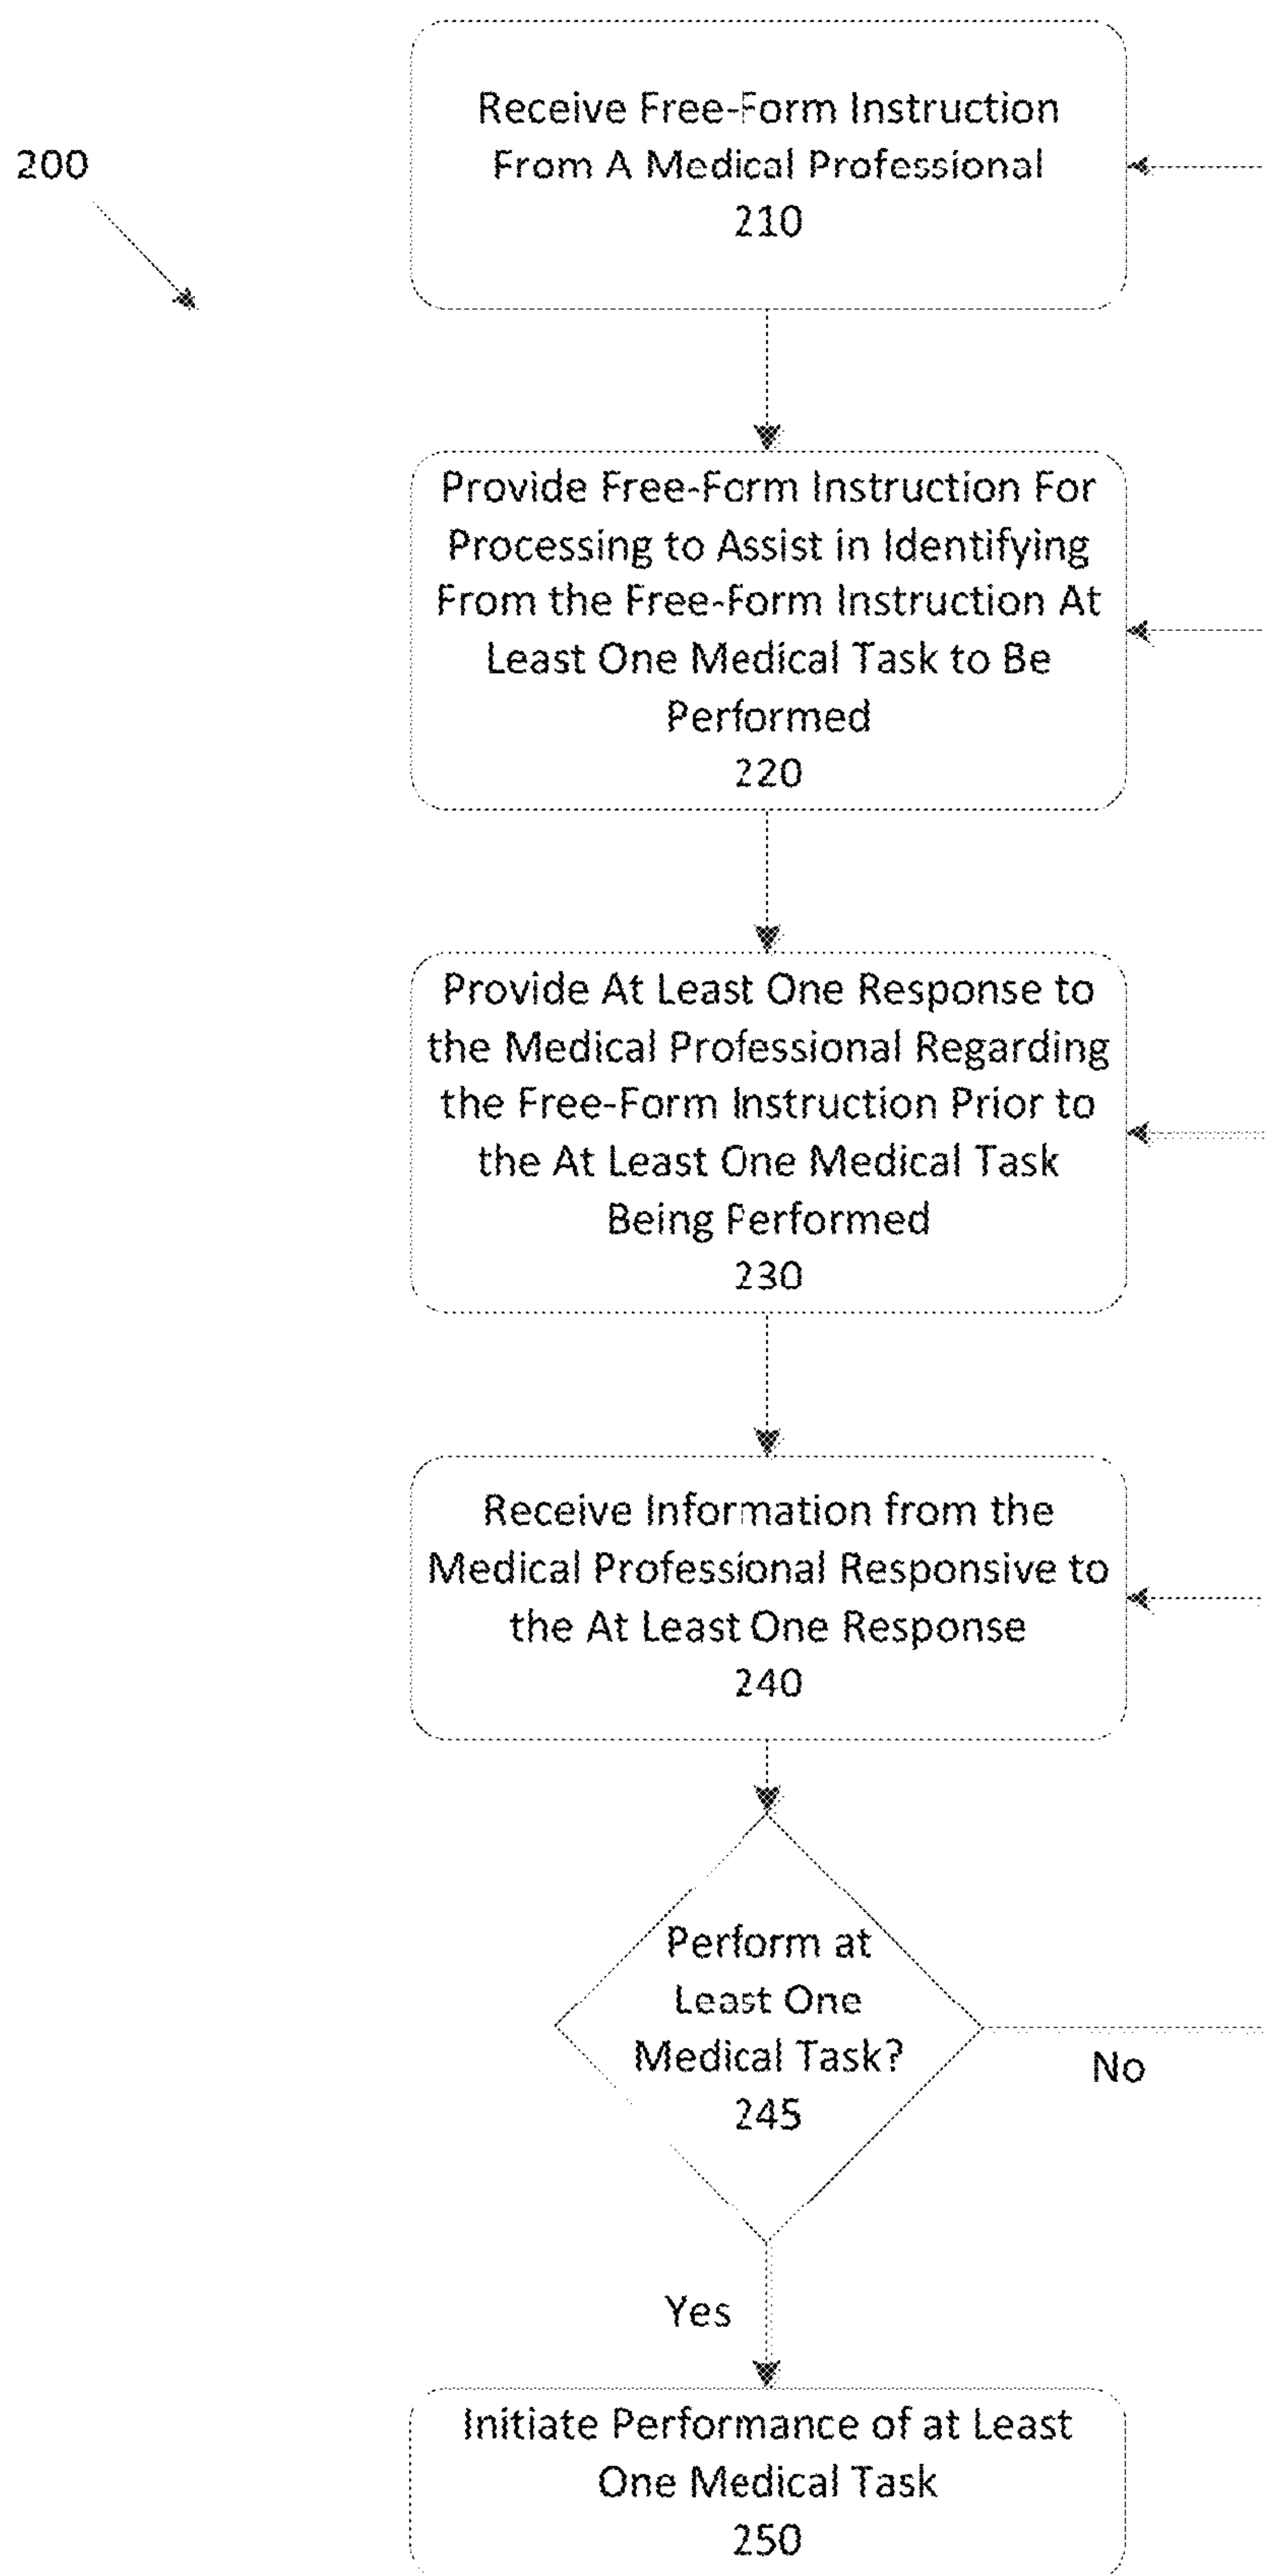 Receive Free-Form Instruction
From A Medical Professional
210
200
Provide Free-Form Instruction For
Processing to Assist in Identifying
From the Free-Form Instruction At
Least One Medical Task to Be
Performed
220
Provide At Least One Response to
the Medical Professional Regarding
the Free-Form Instruction Prior to
the At Least One Medical Task
Being Performed
230
Receive Information from the
Medical Professional Responsive to
the At Least One Response
240
Perform at
Least One
Medical Task?
245
No
Yes
Initiate Performance of at Least
One Medical Task
250